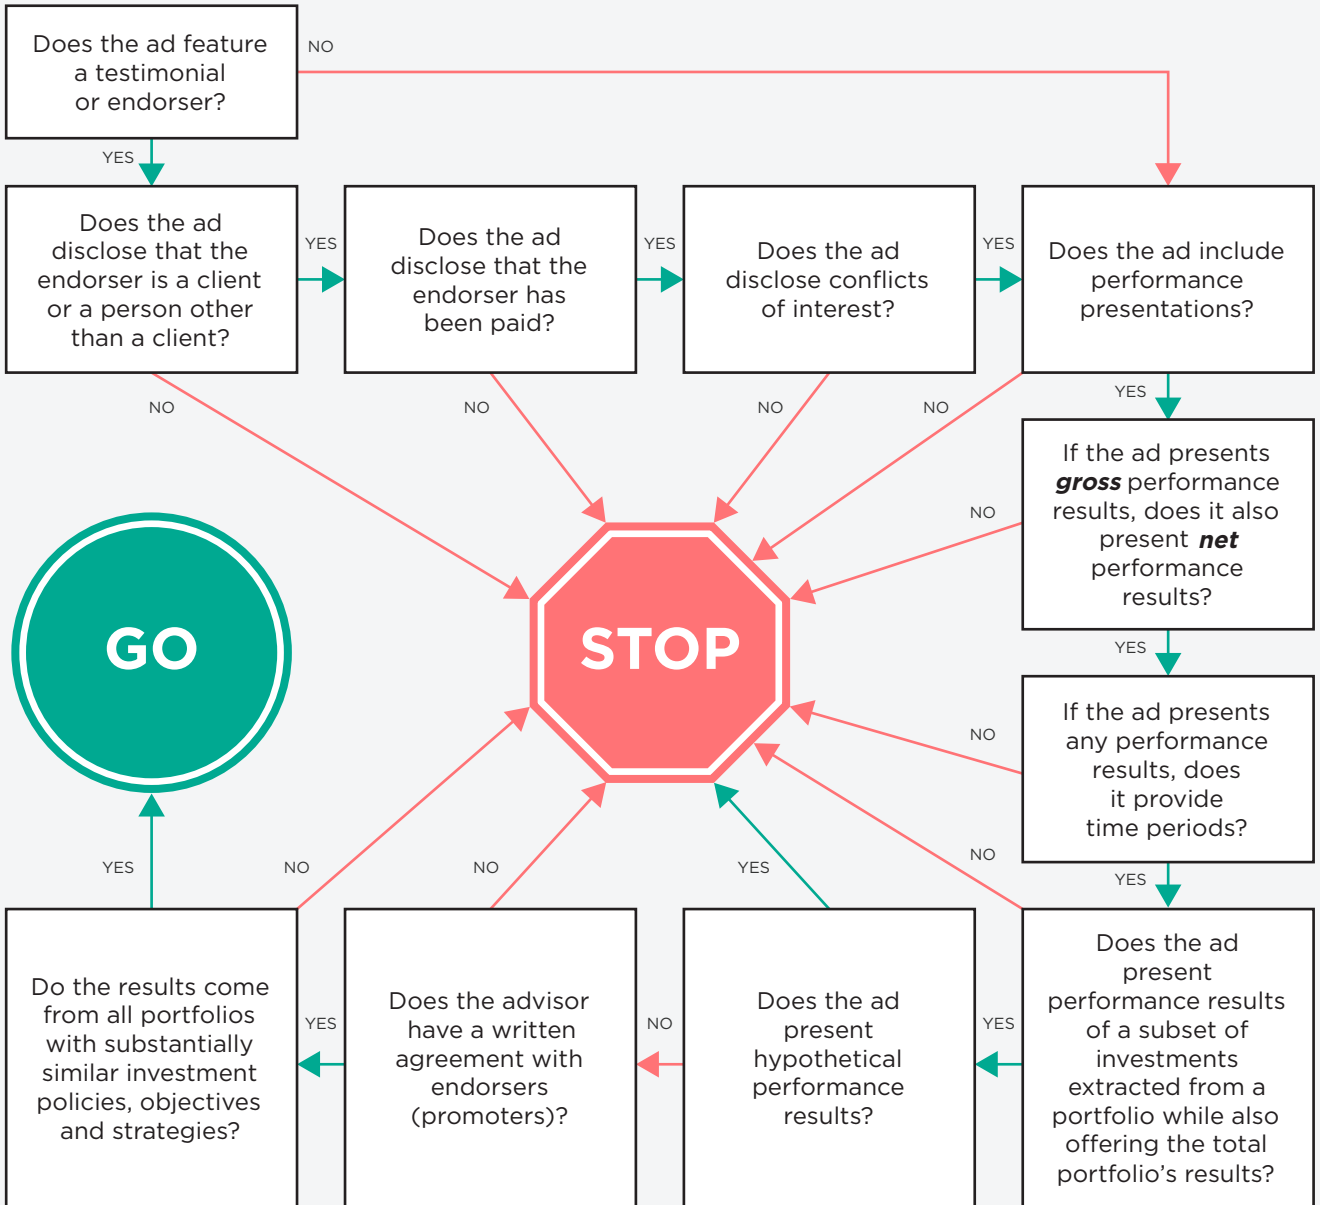 Does the ad feature
a testimonial
or endorser?
NO
YES
Does the ad
disclose that the
endorser is a client
or a person other
than a client?
YES
Does the ad
disclose that the
endorser has
been paid?
YES
Does the ad
disclose conflicts
of interest?
YES
Does the ad include
performance
presentations?
NO
NO
NO
NO
YES
If the ad presents
gross performance
results, does it also
present net
performance
results?
NO
YES
If the ad presents
any performance
results, does
it provide
time periods?
NO
YES
GO
STOP
Does the ad
present
performance results
of a subset of
investments
extracted from a
portfolio while also
offering the total
portfolio's results?
NO
YES
Does the ad
present
hypothetical
performance
results?
YES
NO
Does the advisor
have a written
agreement with
endorsers
(promoters)?
NO
YES
Do the results come
from all portfolios
with substantially
similar investment
policies, objectives
and strategies?
NO
YES